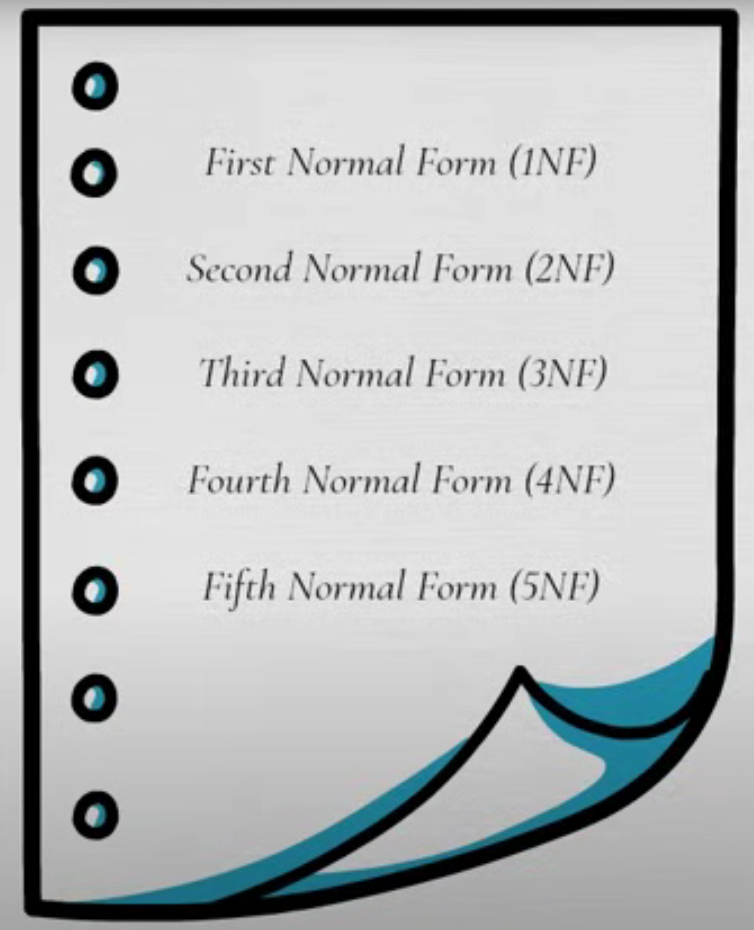 First Normal Form (1NF)
Second Normal Form (2NF)
Third Normal Form (3NF)
Fourth Normal Form (4NF)
Fifth Normal Form (5NF)